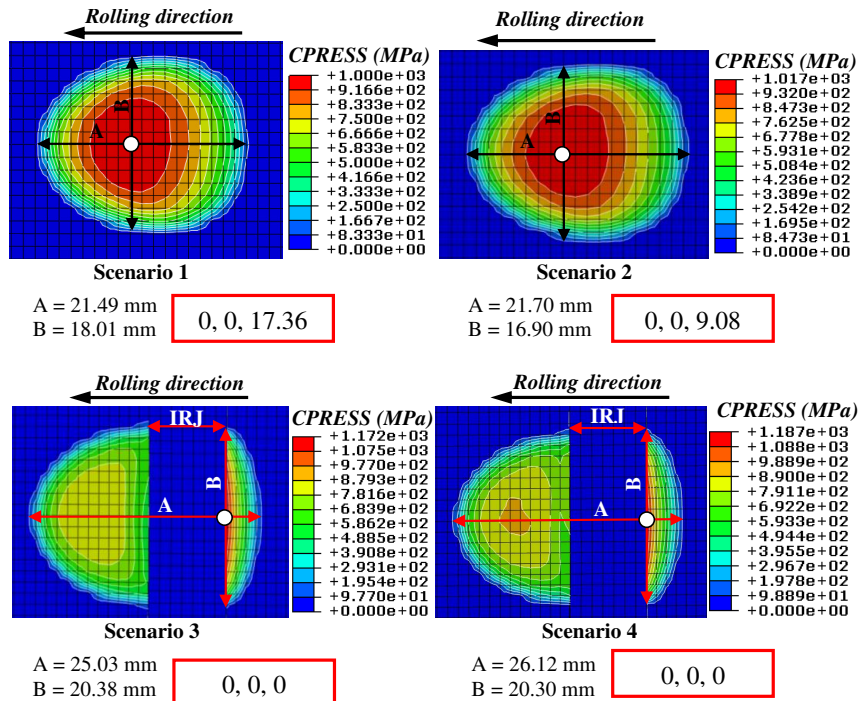 Rolling direction
CPRESS (MPa)
+1.000e+03
+9.166e+02
+8.333e+02
+7.500e+02
+6.666e+02
+5.833e+02
+5.000e+02
+4.166e+02
+3.333e+02
+2.500e+02
+1.667e+02
+8.333e+01
+0.000e+00
B
A
Scenario 1
A = 21.49 mm
B = 18.01 mm
0, 0, 17.36
Rolling direction
CPRESS (MPa)
+1.017e+03
+9.320e+02
+8.473e+02
+7.625e+02
+6.778e+02
+5.931e+02
+5.084e+02
+4.236e+02
+3.389e+02
+2.542e+02
+1.695e+02
+8.473e+01
+0.000e+00
B
A
Scenario 2
A = 21.70 mm
B = 16.90 mm
0, 0, 9.08
Rolling direction
IRJ
CPRESS (MPa)
+1.172e+03
+1.075e+03
+9.770e+02
+8.793e+02
+7.816e+02
+6.839e+02
+5.862e+02
+4.885e+02
+3.908e+02
+2.931e+02
+1.954e+02
+9.770e+01
+0.000e+00
B
A
Scenario 3
A = 25.03 mm
B = 20.38 mm
0, 0, 0
Rolling direction
IRJ
CPRESS (MPa)
+1.187e+03
+1.088e+03
+9.889e+02
+8.900e+02
+7.911e+02
+6.922e+02
+5.933e+02
+4.944e+02
+3.955e+02
+2.967e+02
+1.978e+02
+9.889e+01
+0.000e+00
B
A
Scenario 4
A = 26.12 mm
B = 20.30 mm
0, 0, 0